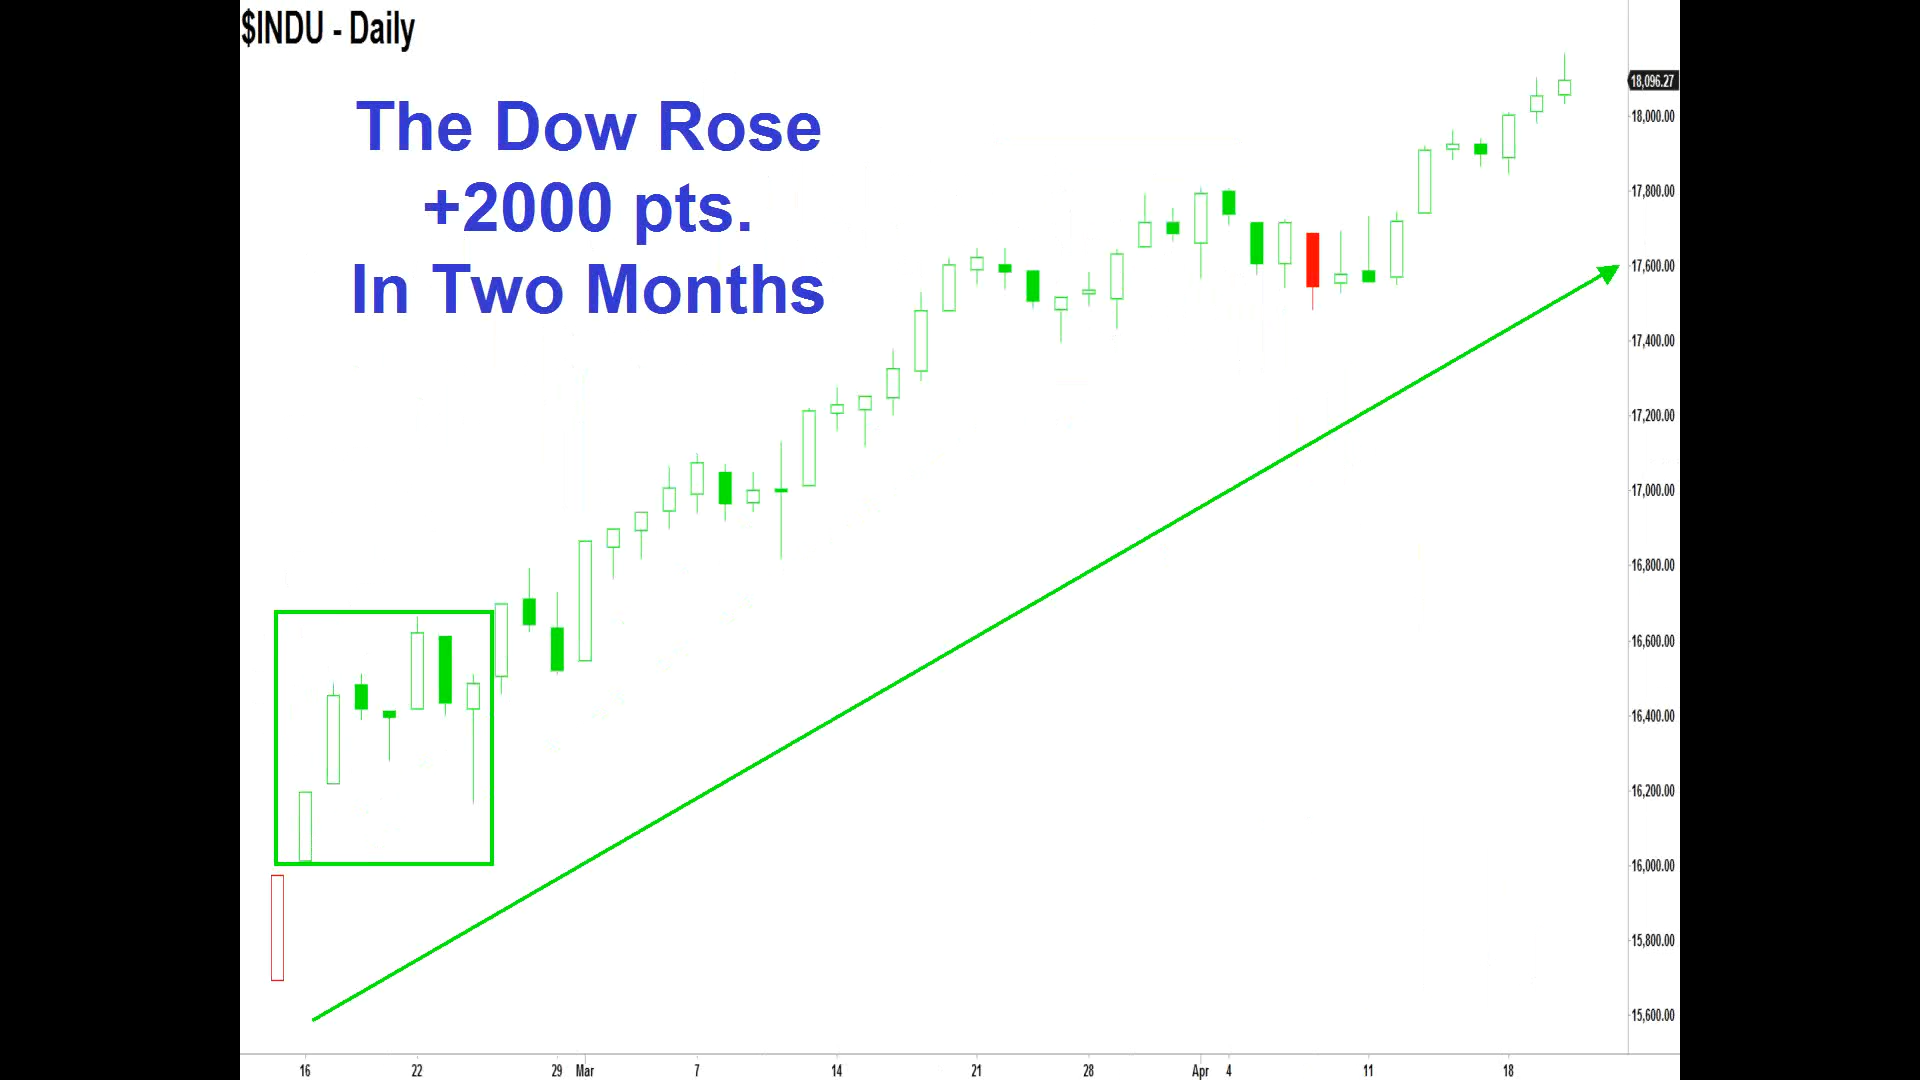 $INDU - Daily
The Dow Rose
+2000 pts.
In Two Months
18,096.27
18,000.00
17,800.00
17,600.00
17,400.00
17,200.00
17,000.00
16,800.00
16,600.00
16,400.00
16,200.00
16,000.00
15,800.00
15,600.00
16 22 29 Mar 7 14 21 28 Apr 4 11 18